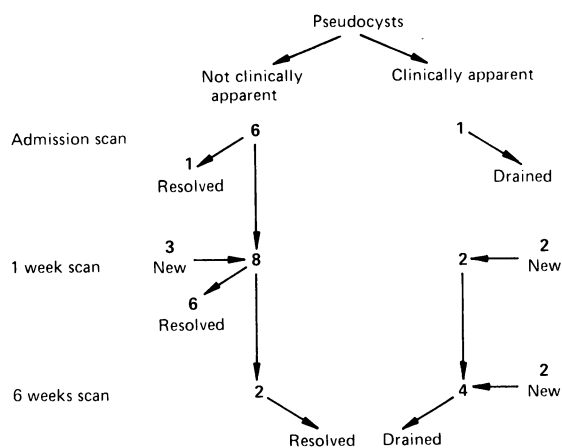 Pseudocysts
Not clinically
apparent
Clinically apparent
Admission scan
6
1
1
Resolved
Drained
3
New
2
New
1 week scan
8
2
6
Resolved
2
New
6 weeks scan
2
4
Resolved
Drained